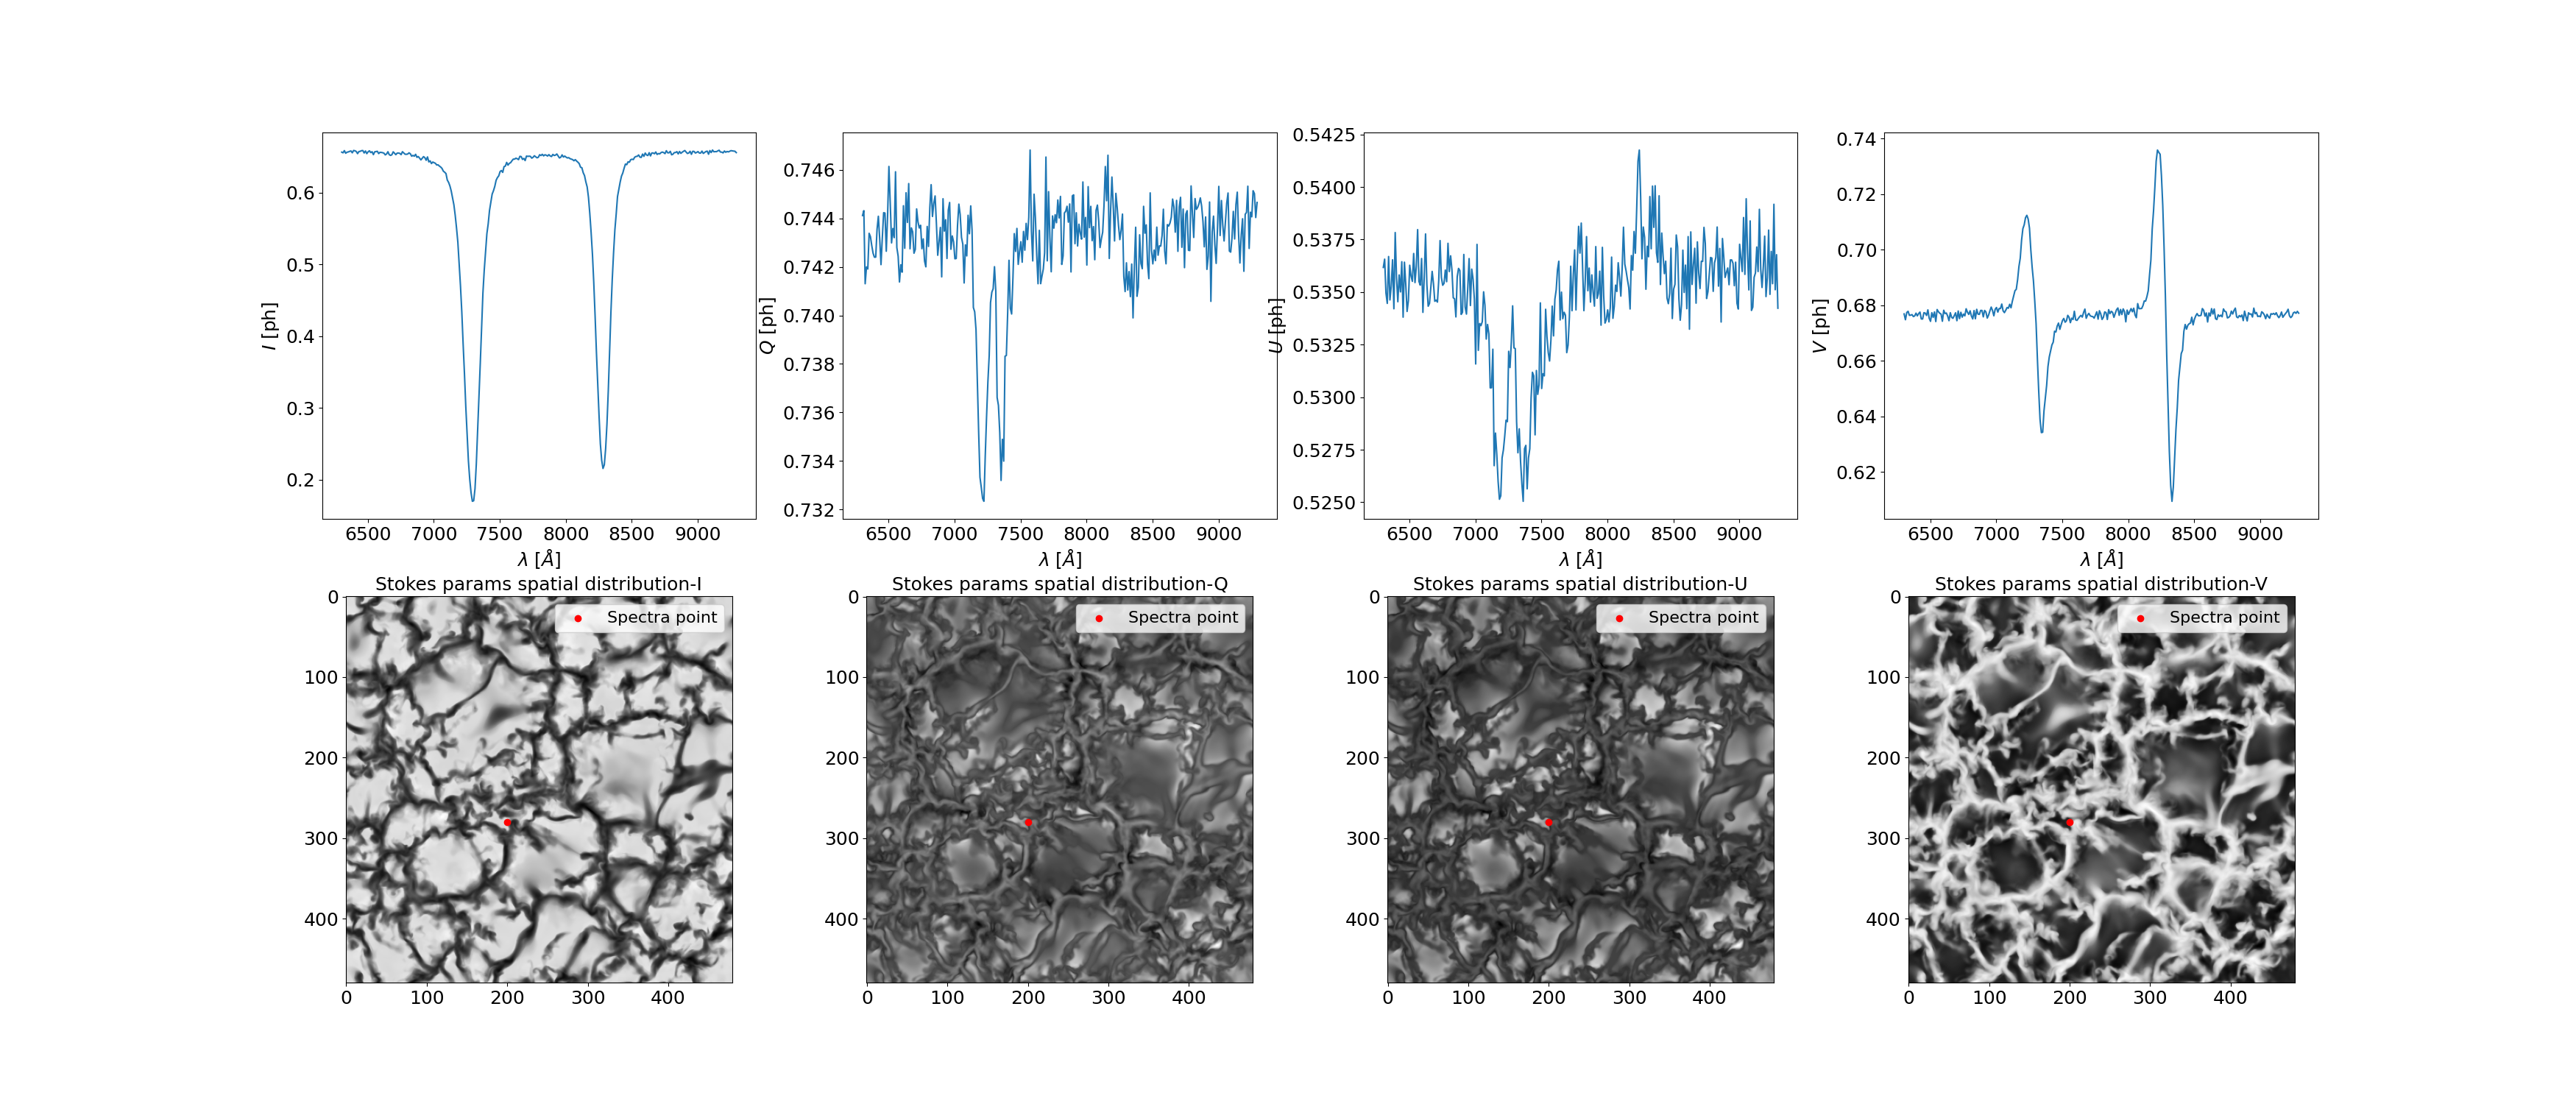 I [ph]
0.6
0.5
0.4
0.3
0.2
6500 7000 7500 8000 8500 9000
λ [Å]
Q [ph]
0.746
0.744
0.742
0.740
0.738
0.736
0.734
0.732
6500 7000 7500 8000 8500 9000
λ [Å]
U [ph]
0.5425
0.5400
0.5375
0.5350
0.5325
0.5300
0.5275
0.5250
6500 7000 7500 8000 8500 9000
λ [Å]
V [ph]
0.74
0.72
0.70
0.68
0.66
0.64
0.62
6500 7000 7500 8000 8500 9000
λ [Å]
Stokes params spatial distribution-I
Spectra point
0
100
200
300
400
0 100 200 300 400
Stokes params spatial distribution-Q
Spectra point
0
100
200
300
400
0 100 200 300 400
Stokes params spatial distribution-U
Spectra point
0
100
200
300
400
0 100 200 300 400
Stokes params spatial distribution-V
Spectra point
0
100
200
300
400
0 100 200 300 400